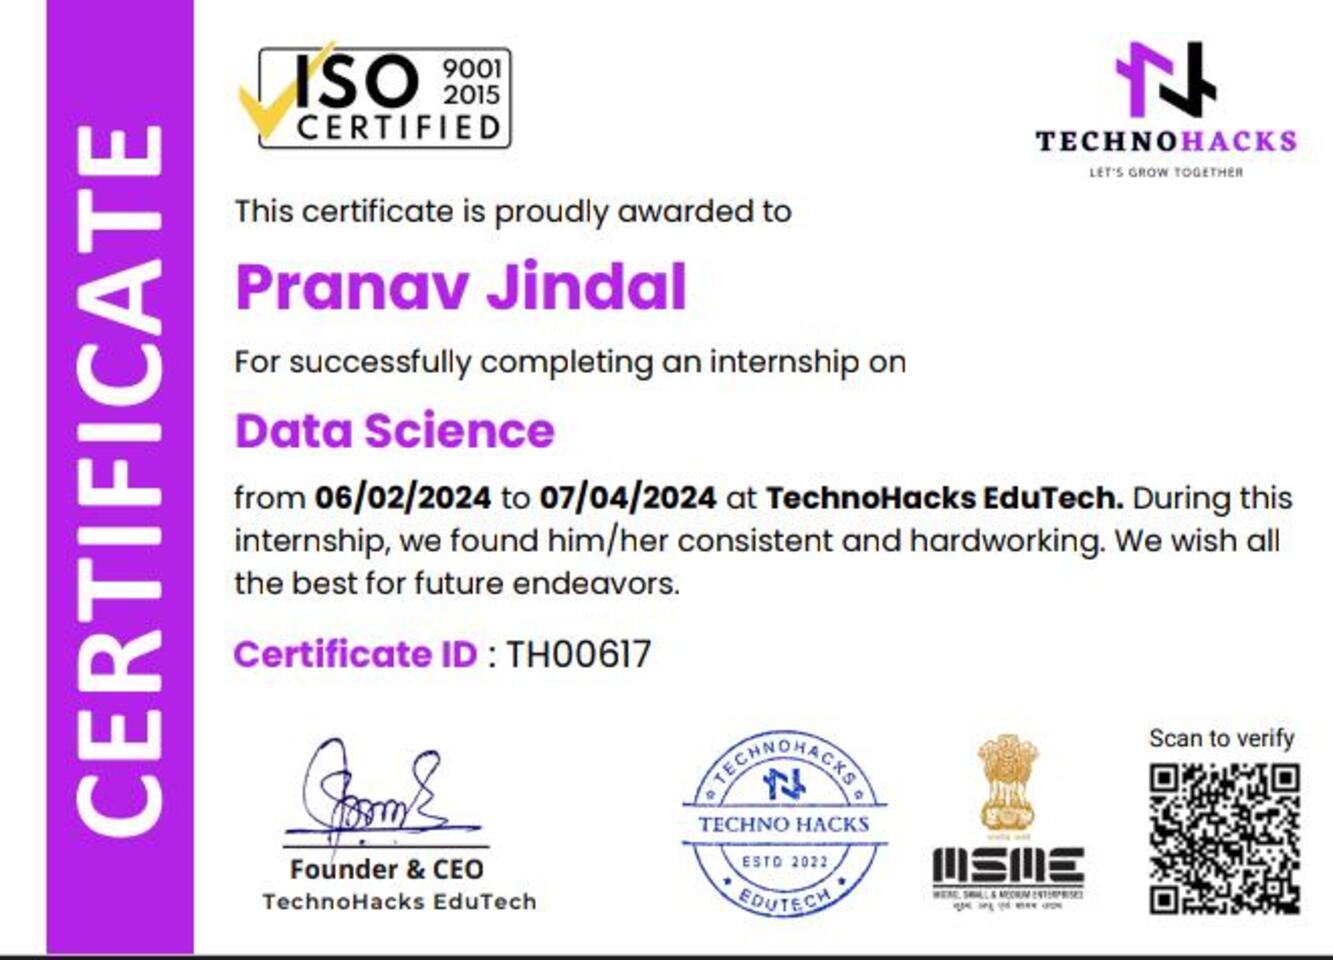 CERTIFICATE
ISO 9001
2015
CERTIFIED
TECHNOHACKS
LET'S GROW TOGETHER
This certificate is proudly awarded to
Pranav Jindal
For successfully completing an internship on
Data Science
from 06/02/2024 to 07/04/2024 at TechnoHacks EduTech. During this
internship, we found him/her consistent and hardworking. We wish all
the best for future endeavors.
Certificate ID : TH00617
Founder & CEO
TechnoHacks EduTech
TECHNOHACKS
TECHNO HACKS
ESTD 2022
EDUTECH
MSME
MICRO, SMALL & MEDIUM ENTERPRISES
Scan to verify